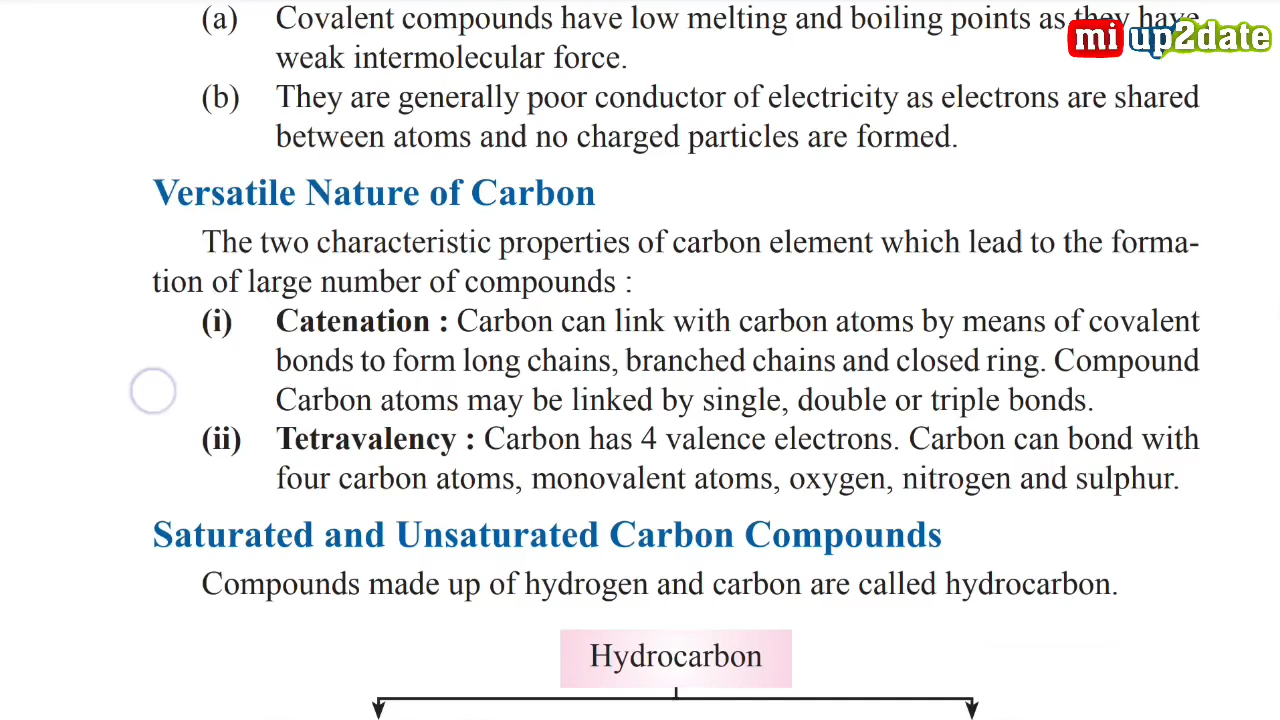 (a) Covalent compounds have low melting and boiling points as they have
weak intermolecular force.
mi up2date
(b) They are generally poor conductor of electricity as electrons are shared
between atoms and no charged particles are formed.
Versatile Nature of Carbon
The two characteristic properties of carbon element which lead to the forma-
tion of large number of compounds :
(i) Catenation : Carbon can link with carbon atoms by means of covalent
bonds to form long chains, branched chains and closed ring. Compound
Carbon atoms may be linked by single, double or triple bonds.
(ii) Tetravalency : Carbon has 4 valence electrons. Carbon can bond with
four carbon atoms, monovalent atoms, oxygen, nitrogen and sulphur.
Saturated and Unsaturated Carbon Compounds
Compounds made up of hydrogen and carbon are called hydrocarbon.
Hydrocarbon